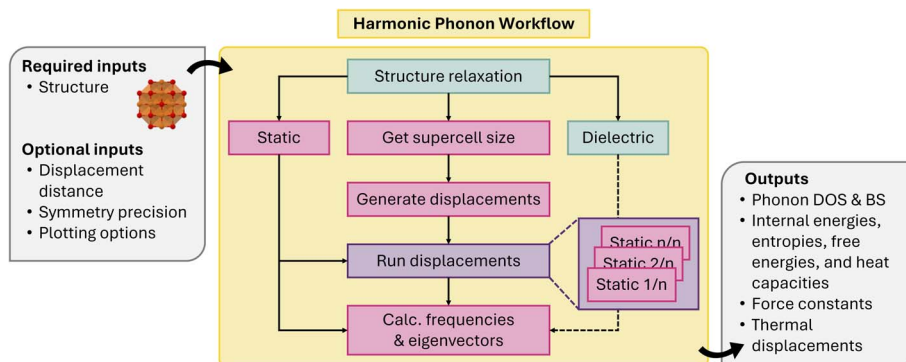 Harmonic Phonon Workflow
Required inputs
• Structure
Optional inputs
• Displacement
distance
• Symmetry precision
• Plotting options
Structure relaxation
Static
Get supercell size
Dielectric
Generate displacements
Run displacements
Static n/n
Static 2/n
Static 1/n
Calc. frequencies
& eigenvectors
Outputs
• Phonon DOS & BS
• Internal energies,
entropies, free
energies, and heat
capacities
• Force constants
• Thermal
displacements